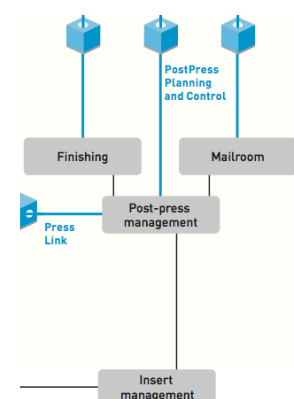 PostPress
Planning
and Control
Finishing
Mailroom
Post-press
management
Press
Link
Insert
management